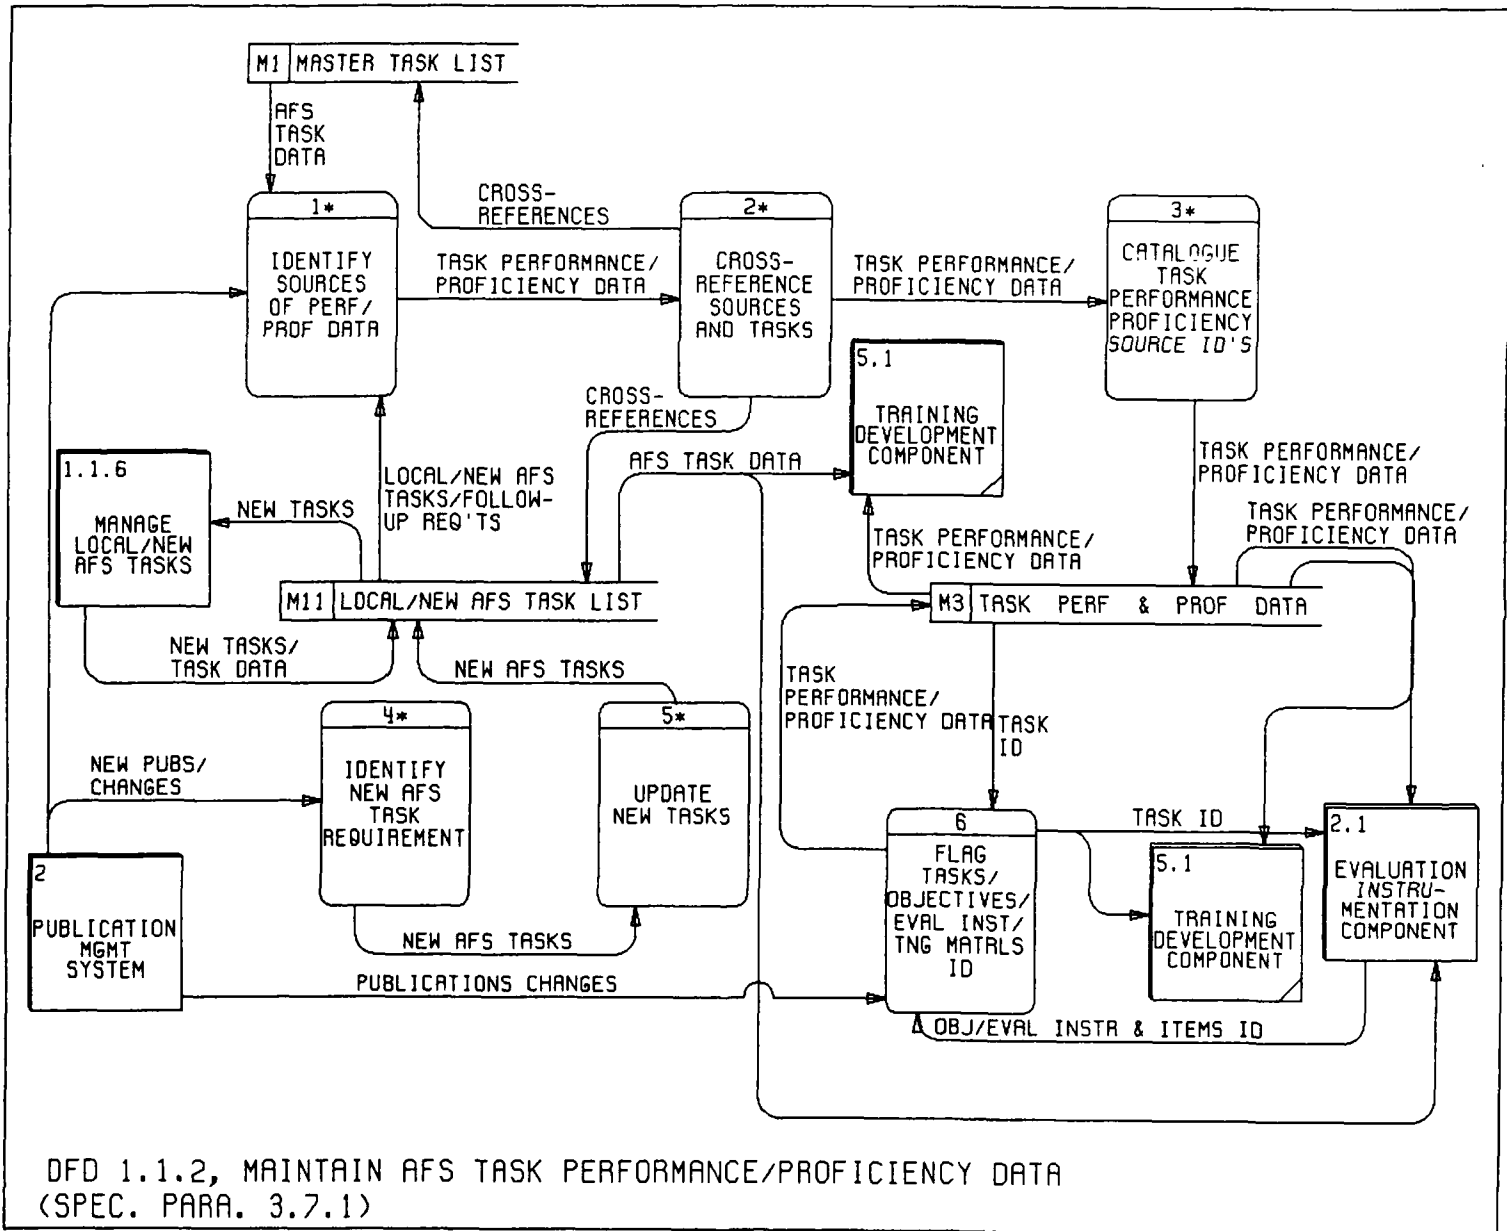 M1 MASTER TASK LIST
AFS
TASK
DATA
1*
IDENTIFY
SOURCES
OF PERF/
PROF DATA
CROSS-
REFERENCES
TASK PERFORMANCE/
PROFICIENCY DATA
2*
CROSS-
REFERENCE
SOURCES
AND TASKS
TASK PERFORMANCE/
PROFICIENCY DATA
3*
CATALOGUE
TASK
PERFORMANCE
PROFICIENCY
SOURCE ID'S
5.1
TRAINING
DEVELOPMENT
COMPONENT
CROSS-
REFERENCES
AFS TASK DATA
1.1.6
MANAGE
LOCAL/NEW
AFS TASKS
NEW TASKS
LOCAL/NEW AFS
TASKS/FOLLOW-
UP REQ'TS
TASK PERFORMANCE/
PROFICIENCY DATA
TASK PERFORMANCE/
PROFICIENCY DATA
TASK PERFORMANCE/
PROFICIENCY DATA
M11 LOCAL/NEW AFS TASK LIST
M3 TASK PERF & PROF DATA
NEW TASKS/
TASK DATA
NEW AFS TASKS
TASK
PERFORMANCE/
PROFICIENCY DATA
TASK
ID
4*
IDENTIFY
NEW AFS
TASK
REQUIREMENT
5*
UPDATE
NEW TASKS
NEW PUBS/
CHANGES
6
FLAG
TASKS/
OBJECTIVES/
EVAL INST/
TNG MATRLS
ID
TASK ID
2.1
EVALUATION
INSTRU-
MENTATION
COMPONENT
5.1
TRAINING
DEVELOPMENT
COMPONENT
2
PUBLICATION
MGMT
SYSTEM
NEW AFS TASKS
PUBLICATIONS CHANGES
OBJ/EVAL INSTR & ITEMS ID
DFD 1.1.2, MAINTAIN AFS TASK PERFORMANCE/PROFICIENCY DATA
(SPEC. PARA. 3.7.1)